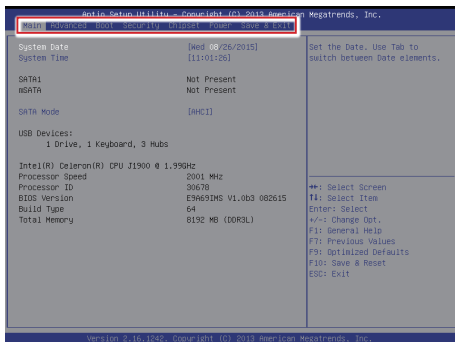 Aptio Setup Utility - Copyright (C) 2013 American Megatrends, Inc.
Main Advanced Boot Security Chipset Power Save & Exit
System Date [Wed 08/26/2015]
System Time [11:01:26]
SATA1 Not Present
mSATA Not Present
SATA Mode [AHCI]
USB Devices:
1 Drive, 1 Keyboard, 3 Hubs
Intel(R) Celeron(R) CPU J1900 @ 1.99GHz
Processor Speed 2001 MHz
Processor ID 30678
BIOS Version E9A69IMS V1.0b3 082615
Build Type 64
Total Memory 8192 MB (DDR3L)
Set the Date. Use Tab to
switch between Date elements.
→←: Select Screen
↑↓: Select Item
Enter: Select
+/-: Change Opt.
F1: General Help
F7: Previous Values
F9: Optimized Defaults
F10: Save & Reset
ESC: Exit
Version 2.16.1242. Copyright (C) 2013 American Megatrends, Inc.